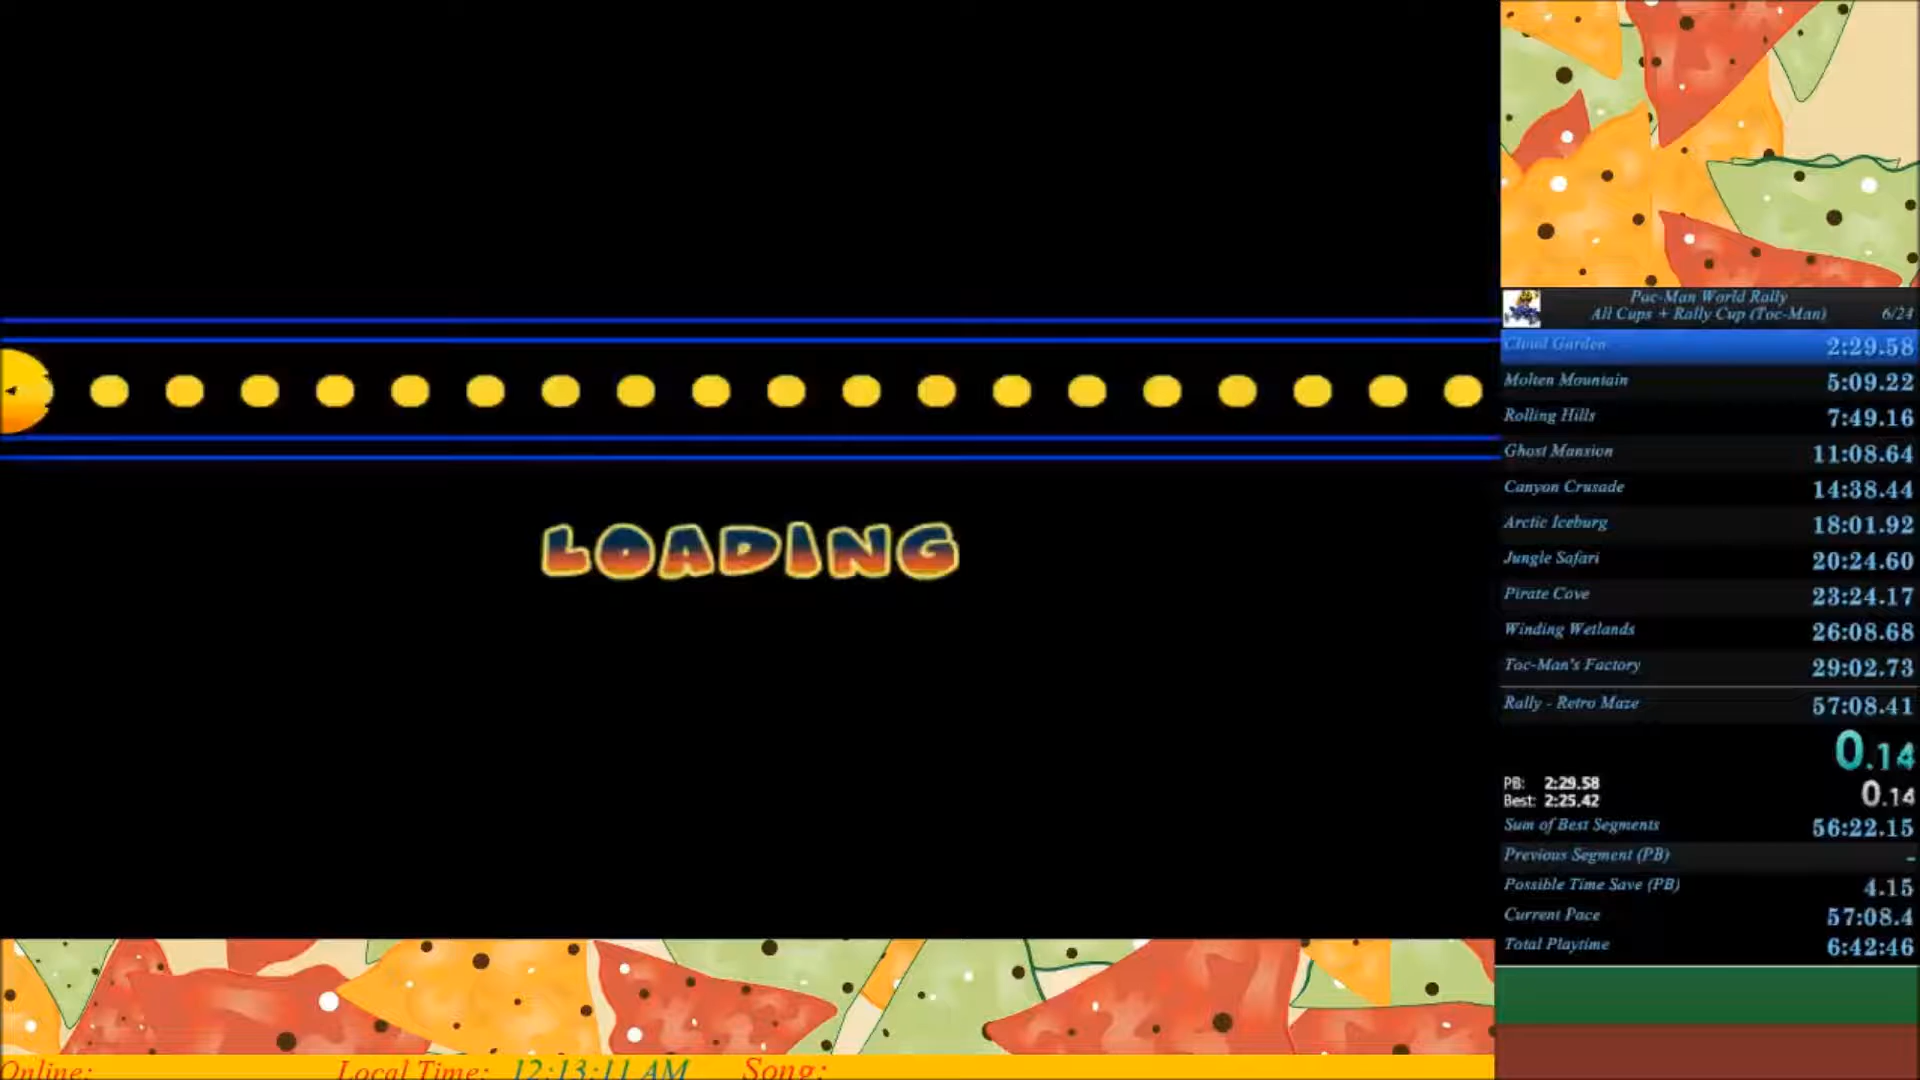 LOADING
Pac-Man World Rally
All Cups + Rally Cup (Toc-Man) 6/24
Cloud Garden 2:29.58
Molten Mountain 5:09.22
Rolling Hills 7:49.16
Ghost Mansion 11:08.64
Canyon Crusade 14:38.44
Arctic Iceburg 18:01.92
Jungle Safari 20:24.60
Pirate Cove 23:24.17
Winding Wetlands 26:08.68
Toc-Man's Factory 29:02.73
Rally - Retro Maze 57:08.41
0.14
PB: 2:29.58
Best: 2:25.42 0.14
Sum of Best Segments 56:22.15
Previous Segment (PB) -
Possible Time Save (PB) 4.15
Current Pace 57:08.4
Total Playtime 6:42:46
Online: Local Time: 12:13:11 AM Song: